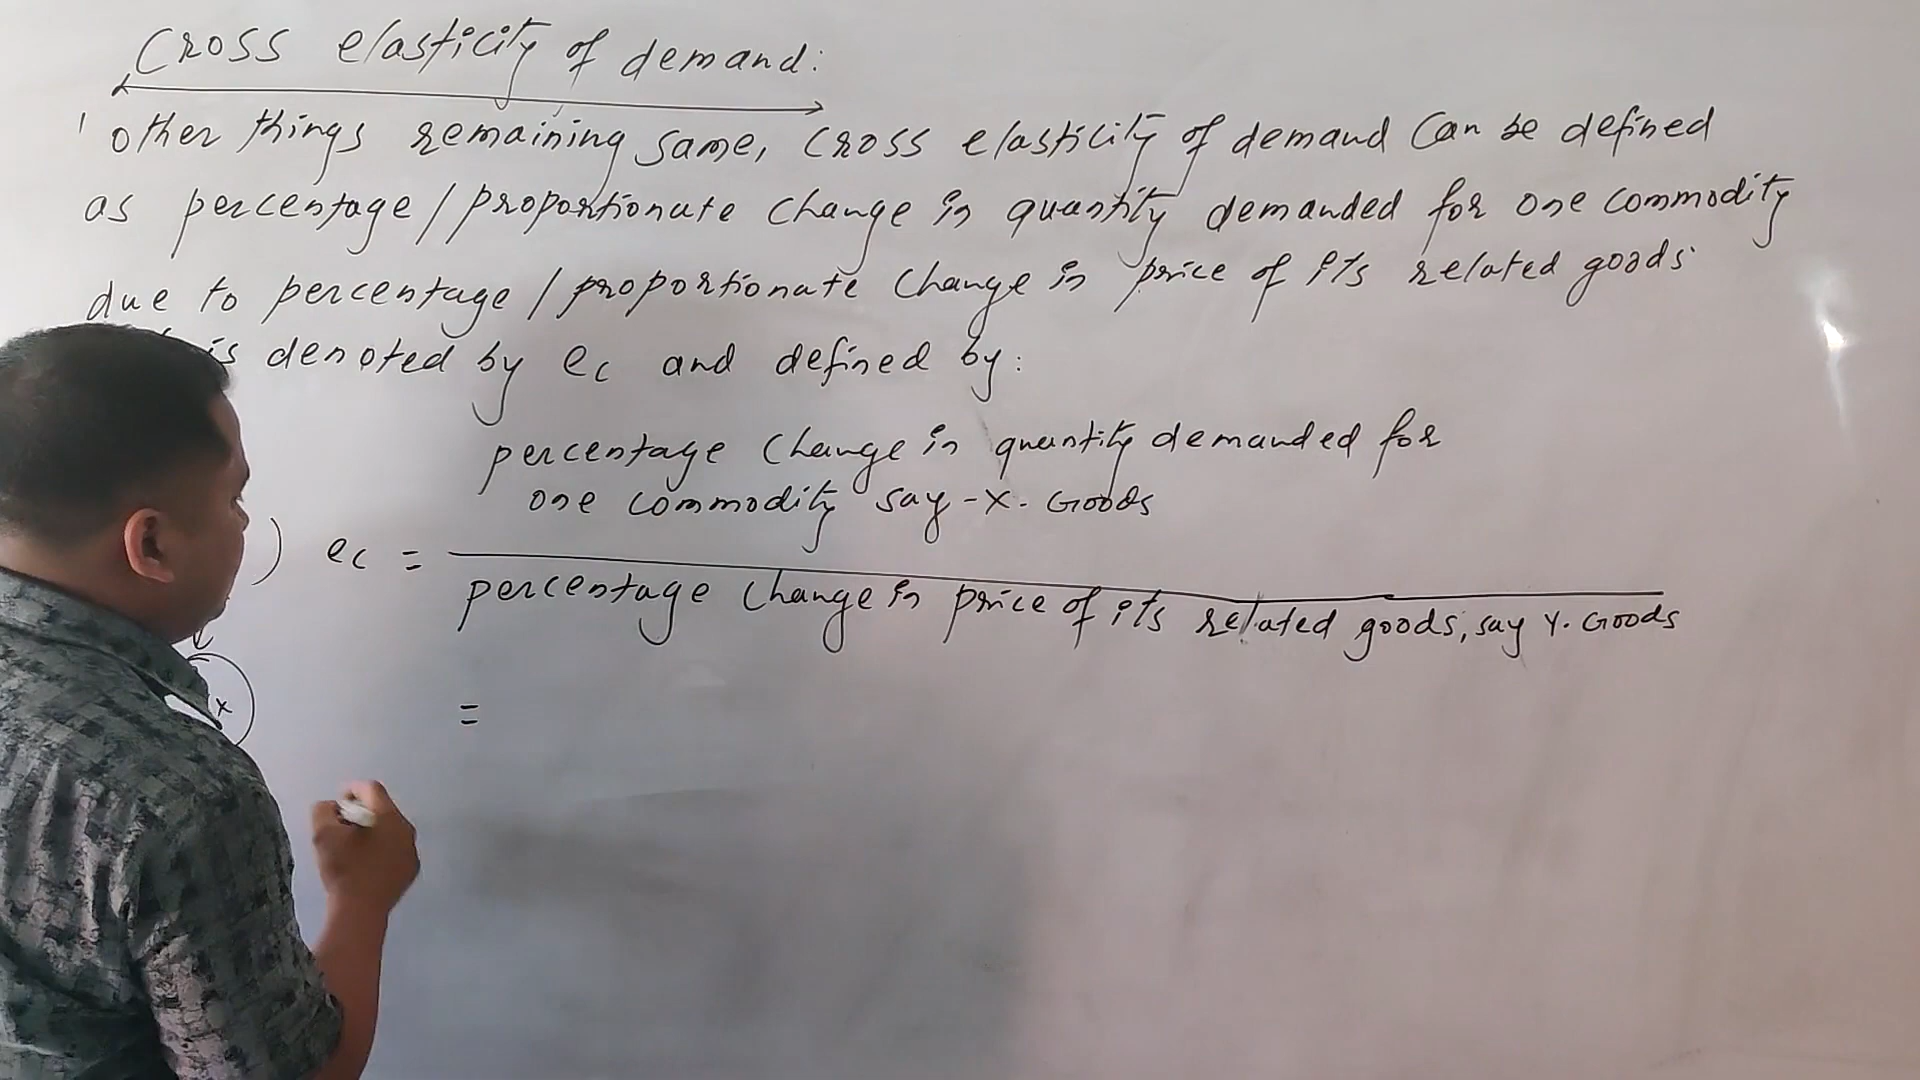 Cross elasticity of demand:
other things remaining same, cross elasticity of demand can be defined
as percentage/proportionate change in quantity demanded for one commodity
due to percentage/proportionate change in price of its related goods.
is denoted by ec and defined by:
percentage change in quantity demanded for
one commodity say -X- Goods
) ec =
percentage change in price of its related goods, say Y. Goods
x
=